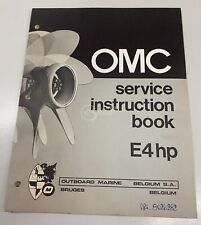 OMC
service
instruction
book
E4hp
OUTBOARD MARINE BELGIUM S.A.
BRUGES BELGIUM